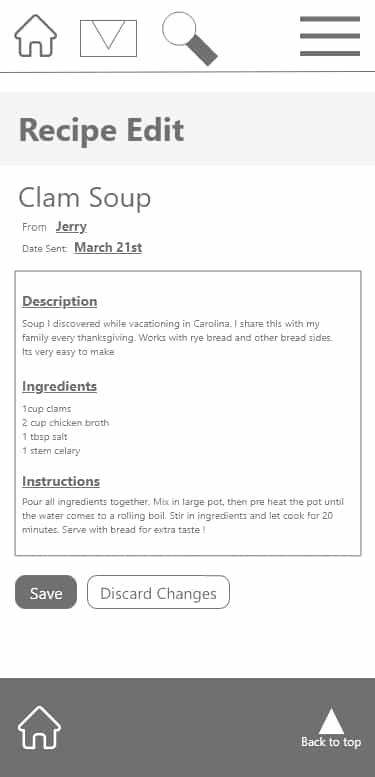 Recipe Edit
Clam Soup
From Jerry
Date Sent: March 21st
Description
Soup I discovered while vacationing in Carolina. I share this with my
family every thanksgiving. Works with rye bread and other bread sides.
Its very easy to make
Ingredients
1cup clams
2 cup chicken broth
1 tbsp salt
1 stem celary
Instructions
Pour all ingredients together. Mix in large pot, then pre heat the pot until
the water comes to a rolling boil. Stir in ingredients and let cook for 20
minutes. Serve with bread for extra taste !
Save Discard Changes
Back to top